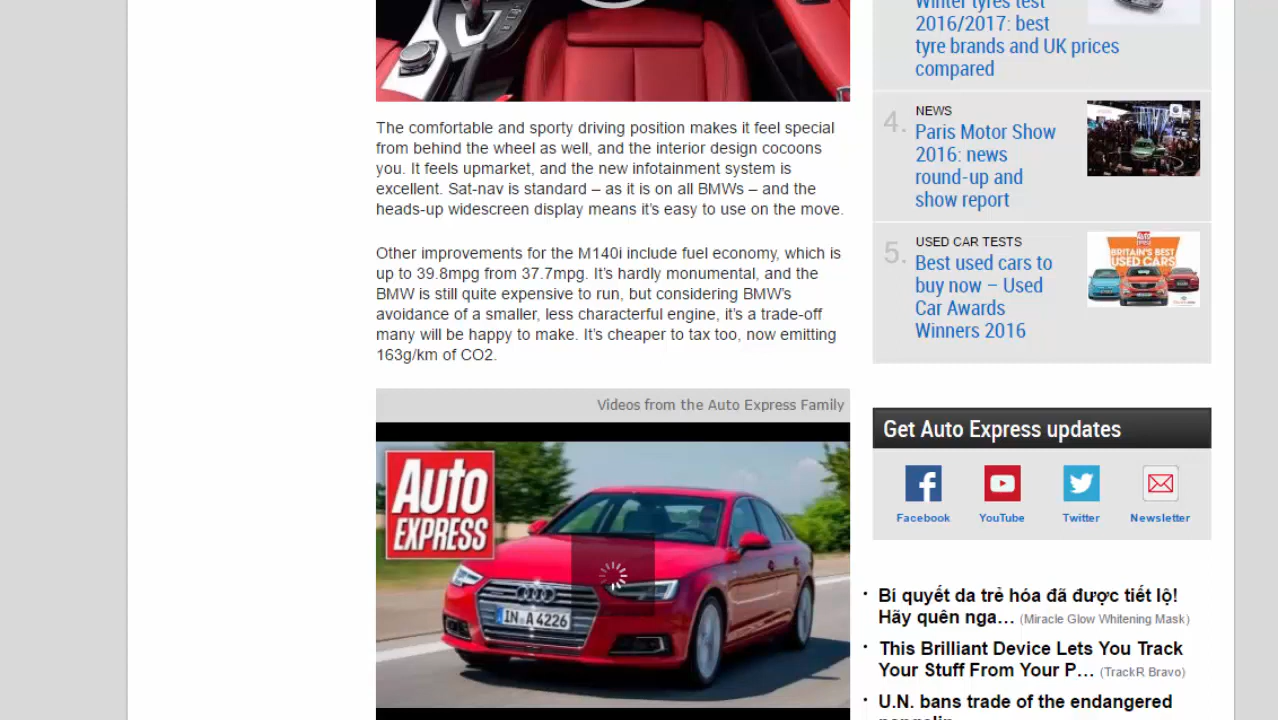 The comfortable and sporty driving position makes it feel special
from behind the wheel as well, and the interior design cocoons
you. It feels upmarket, and the new infotainment system is
excellent. Sat-nav is standard – as it is on all BMWs – and the
heads-up widescreen display means it's easy to use on the move.
Other improvements for the M140i include fuel economy, which is
up to 39.8mpg from 37.7mpg. It's hardly monumental, and the
BMW is still quite expensive to run, but considering BMW's
avoidance of a smaller, less characterful engine, it's a trade-off
many will be happy to make. It's cheaper to tax too, now emitting
163g/km of CO2.
Videos from the Auto Express Family
Auto
EXPRESS
IN A 4226
Winter tyres test
2016/2017: best
tyre brands and UK prices
compared
4.
NEWS
Paris Motor Show
2016: news
round-up and
show report
5.
USED CAR TESTS
Best used cars to
buy now – Used
Car Awards
Winners 2016
BRITAIN'S BEST
USED CARS
Get Auto Express updates
Facebook YouTube Twitter Newsletter
Bí quyết da trẻ hóa đã được tiết lộ!
Hãy quên nga… (Miracle Glow Whitening Mask)
This Brilliant Device Lets You Track
Your Stuff From Your P… (TrackR Bravo)
U.N. bans trade of the endangered